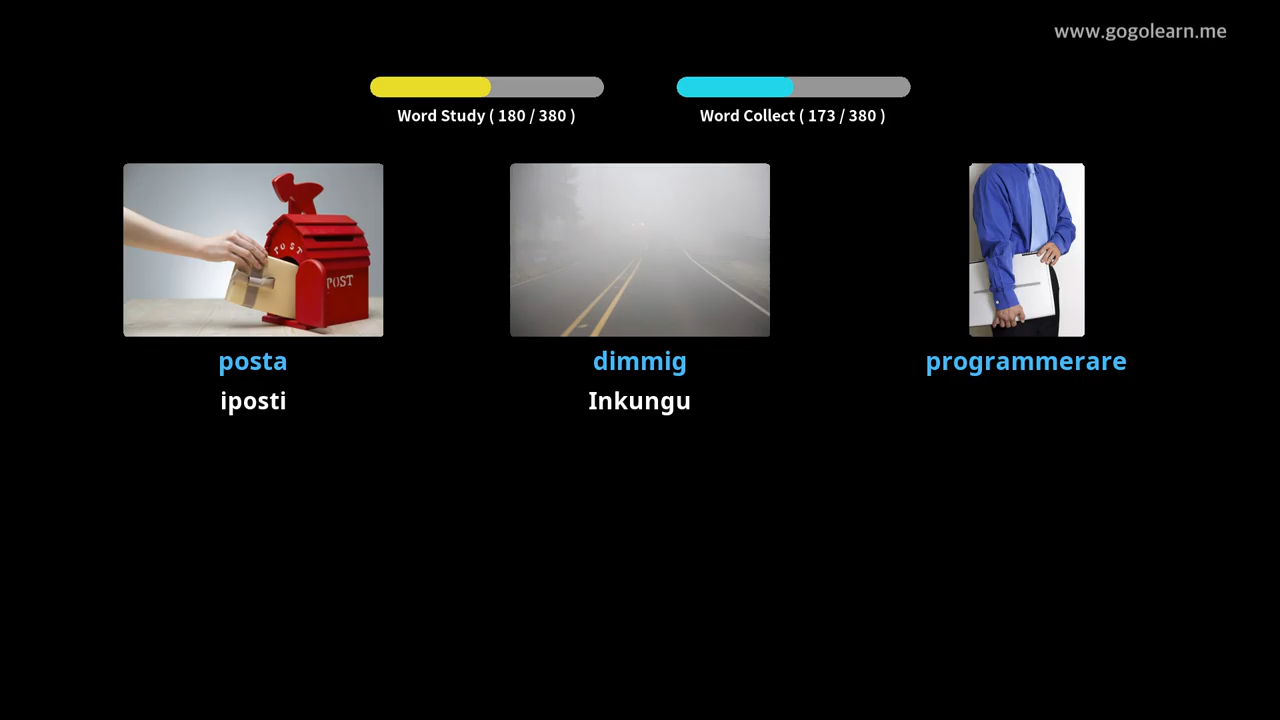 www.gogolearn.me
Word Study ( 180 / 380 )
Word Collect ( 173 / 380 )
POST
POST
posta
dimmig
programmerare
iposti
Inkungu